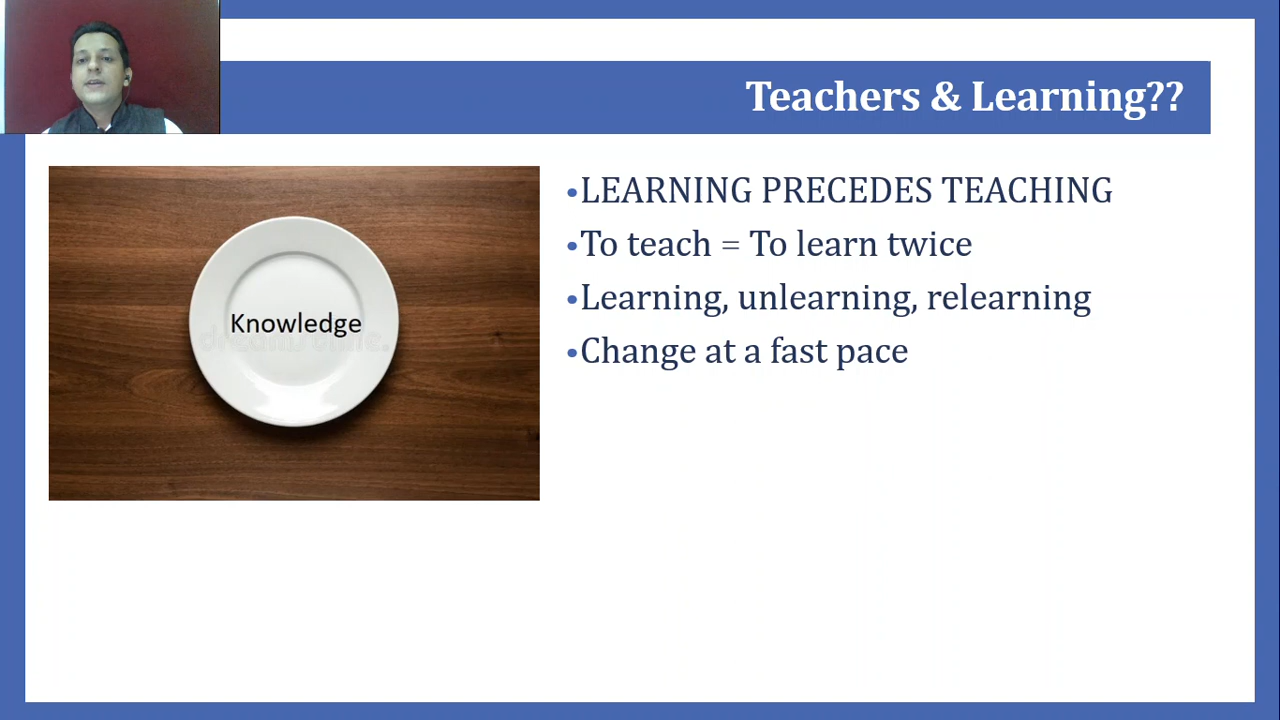 Teachers & Learning??
Knowledge
•LEARNING PRECEDES TEACHING
•To teach = To learn twice
•Learning, unlearning, relearning
•Change at a fast pace